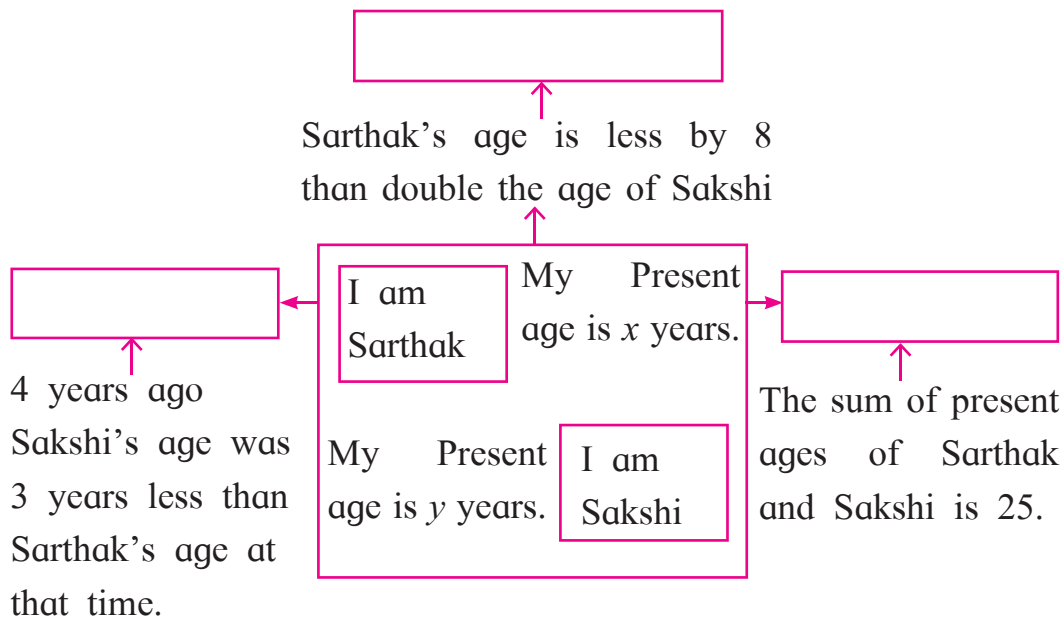 Sarthak's age is less by 8
than double the age of Sakshi
I am
Sarthak
My Present
age is x years.
4 years ago
Sakshi's age was
3 years less than
Sarthak's age at
that time.
My Present
age is y years.
I am
Sakshi
The sum of present
ages of Sarthak
and Sakshi is 25.